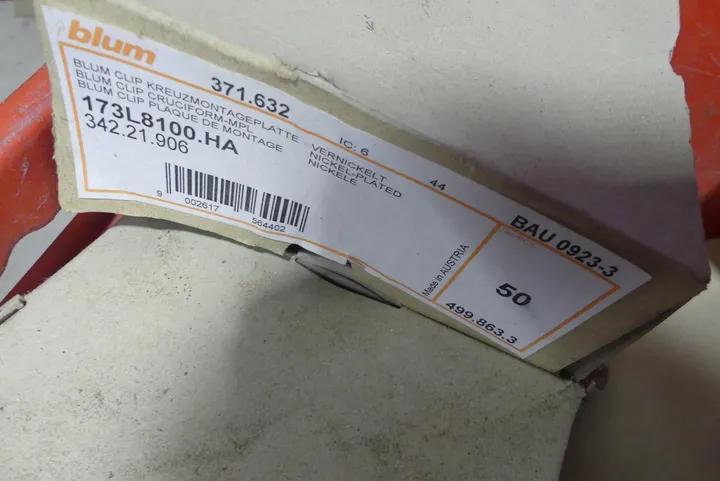 blum
371.632
BLUM CLIP KREUZMONTAGEPLATTE
BLUM CLIP CRUCIFORM-MPL
BLUM CLIP PLAQUE DE MONTAGE
173L8100.HA
342.21.906
IC: 6
44
VERNICKELT
NICKEL-PLATED
NICKELE
9 002617 564402
BAU 0923-3
50
Made in AUSTRIA
499.863.3